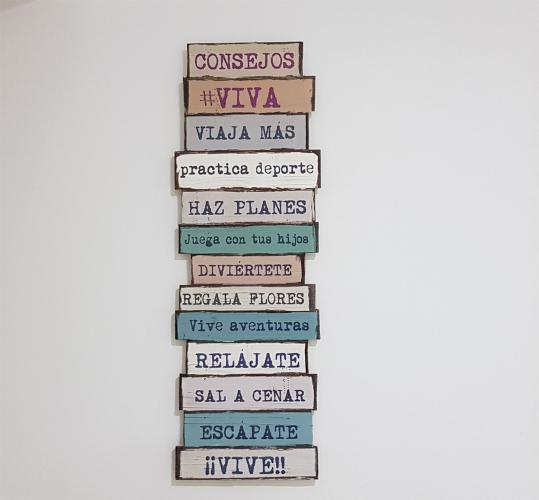 CONSEJOS
#VIVA
VIAJA MÁS
practica deporte
HAZ PLANES
Juega con tus hijos
DIVIÉRTETE
REGALA FLORES
Vive aventuras
RELÁJATE
SAL A CENAR
ESCÁPATE
¡¡VIVE!!